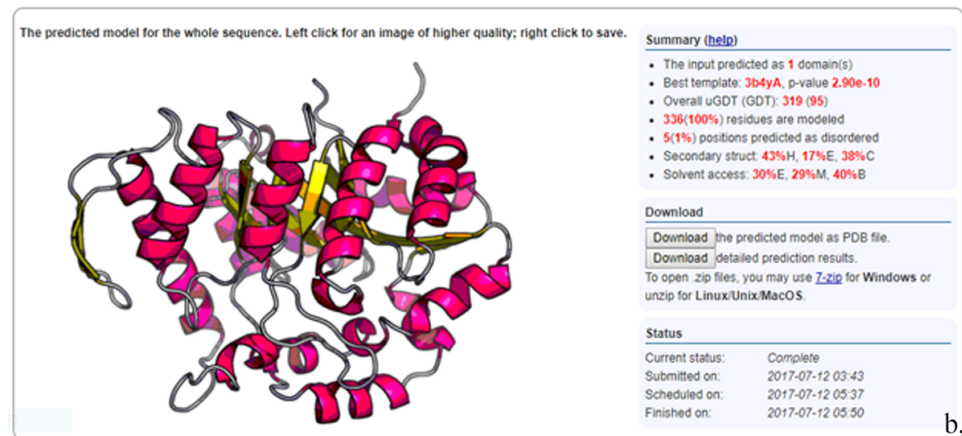 The predicted model for the whole sequence. Left click for an image of higher quality; right click to save.
Summary (help)
• The input predicted as 1 domain(s)
• Best template: 3b4yA, p-value 2.90e-10
• Overall uGDT (GDT): 319 (95)
• 336(100%) residues are modeled
• 5(1%) positions predicted as disordered
• Secondary struct: 43%H, 17%E, 38%C
• Solvent access: 30%E, 29%M, 40%B
Download
Download the predicted model as PDB file.
Download detailed prediction results.
To open .zip files, you may use 7-zip for Windows or
unzip for Linux/Unix/MacOS.
Status
Current status: Complete
Submitted on: 2017-07-12 03:43
Scheduled on: 2017-07-12 05:37
Finished on: 2017-07-12 05:50
b.